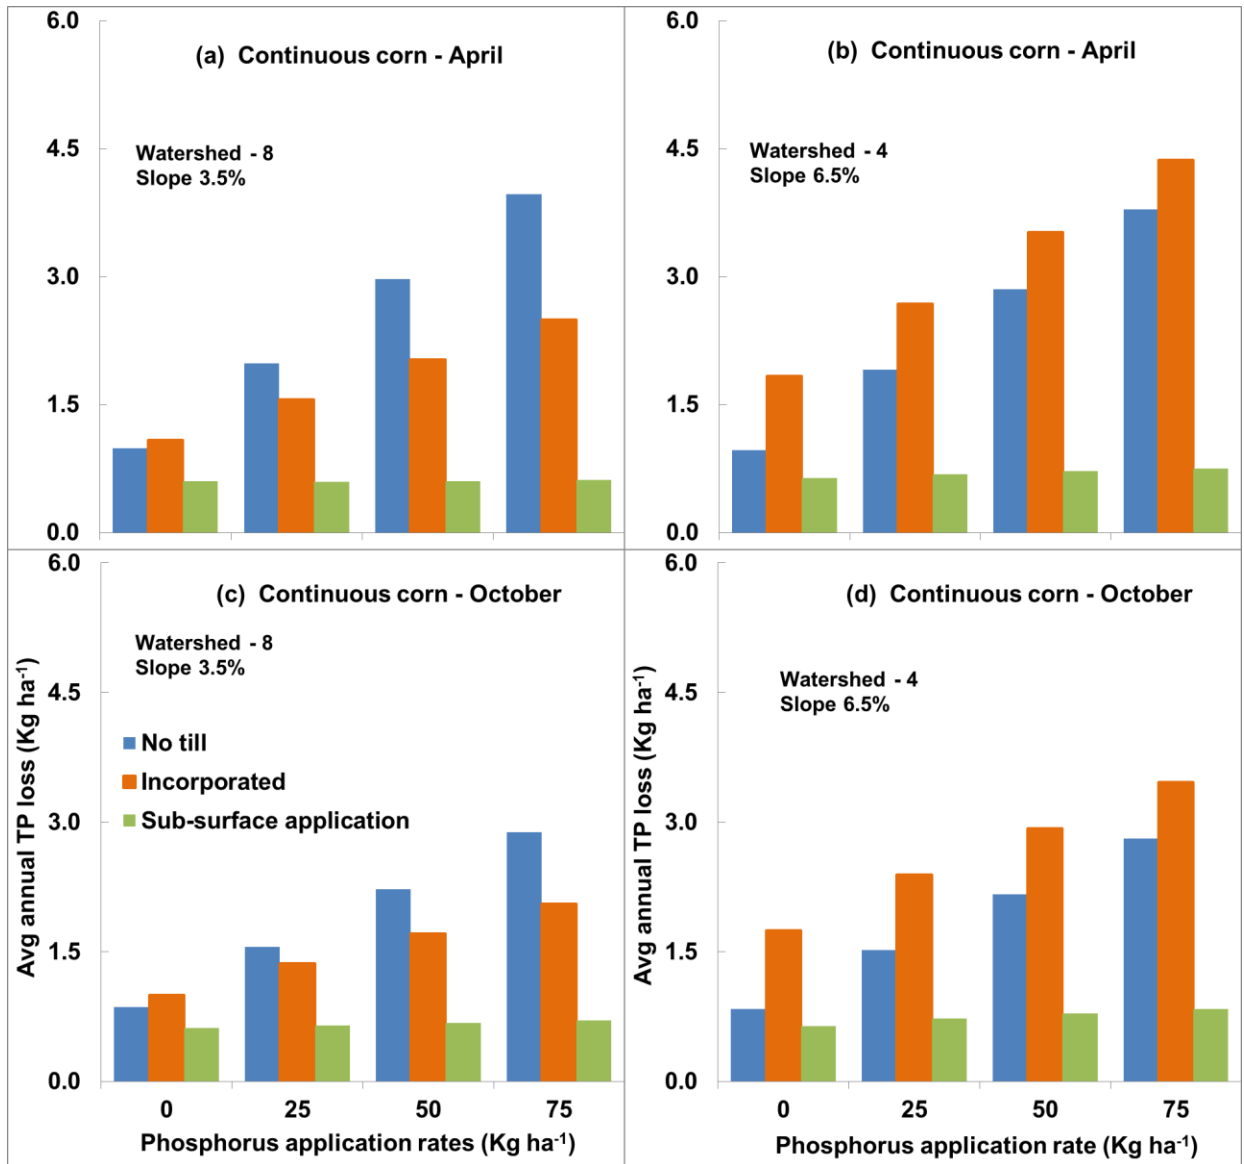 6.0
(a)  Continuous corn - April
4.5
Watershed - 8
Slope 3.5%
3.0
1.5
0.0
6.0
(b)  Continuous corn - April
4.5
Watershed - 4
Slope 6.5%
3.0
1.5
0.0
6.0
(c)  Continuous corn - October
Watershed - 8
Slope 3.5%
4.5
No till
Incorporated
Sub-surface application
3.0
1.5
0.0
Avg annual TP loss (Kg ha⁻¹)
0 25 50 75
Phosphorus application rates (Kg ha⁻¹)
6.0
(d)  Continuous corn - October
Watershed - 4
Slope 6.5%
4.5
3.0
1.5
0.0
Avg annual TP loss (Kg ha⁻¹)
0 25 50 75
Phosphorus application rate (Kg ha⁻¹)